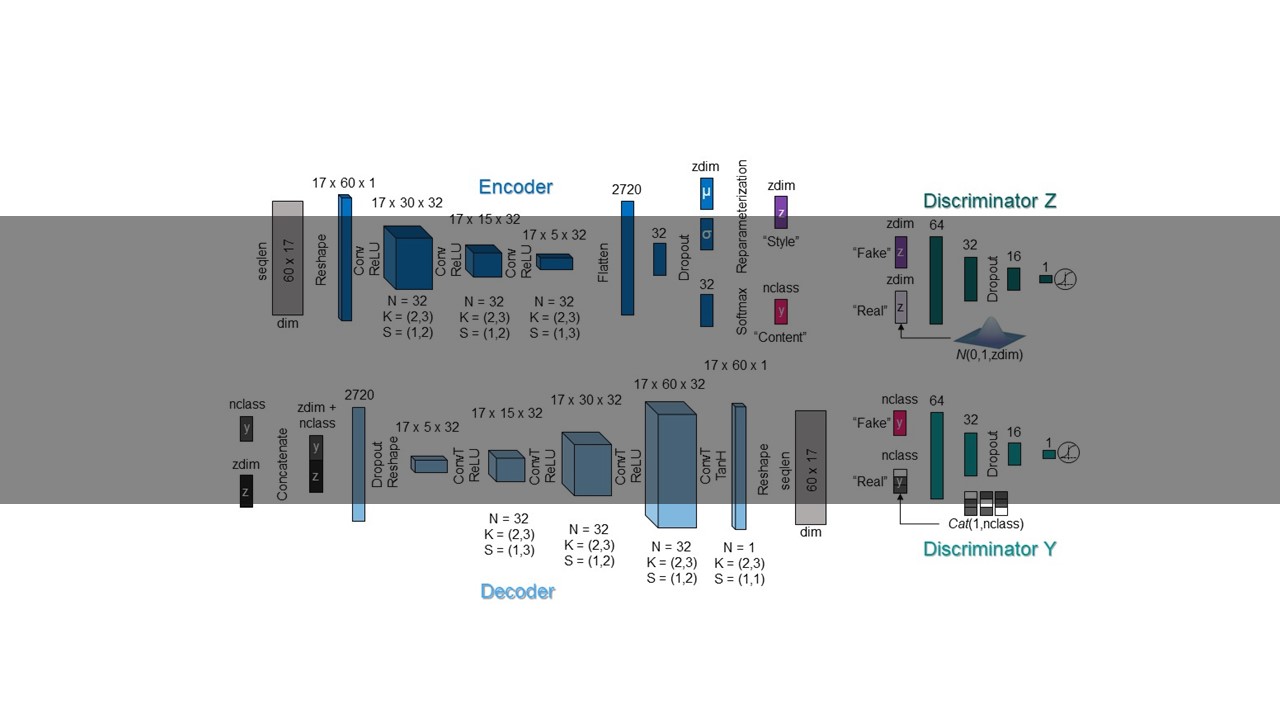 Encoder
seqlen
60 x 17
dim
Reshape
17 x 60 x 1
Conv
ReLU
17 x 30 x 32
N = 32
K = (2,3)
S = (1,2)
Conv
ReLU
17 x 15 x 32
N = 32
K = (2,3)
S = (1,2)
Conv
ReLU
17 x 5 x 32
N = 32
K = (2,3)
S = (1,3)
Flatten
2720
32
Dropout
zdim
μ
σ
32
Reparameterization
Softmax
zdim
z
"Style"
nclass
y
"Content"
Discriminator Z
zdim
"Fake"
z
zdim
"Real"
z
64
32
Dropout
16
1
N(0,1,zdim)
nclass
y
zdim
z
Concatenate
zdim +
nclass
y
z
2720
Dropout
Reshape
17 x 5 x 32
ConvT
ReLU
17 x 15 x 32
N = 32
K = (2,3)
S = (1,3)
ConvT
ReLU
17 x 30 x 32
N = 32
K = (2,3)
S = (1,2)
ConvT
ReLU
17 x 60 x 32
N = 32
K = (2,3)
S = (1,2)
ConvT
TanH
17 x 60 x 1
N = 1
K = (2,3)
S = (1,1)
Reshape
seqlen
60 x 17
dim
Decoder
nclass
"Fake"
y
nclass
"Real"
y
64
32
Dropout
16
1
Cat(1,nclass)
Discriminator Y